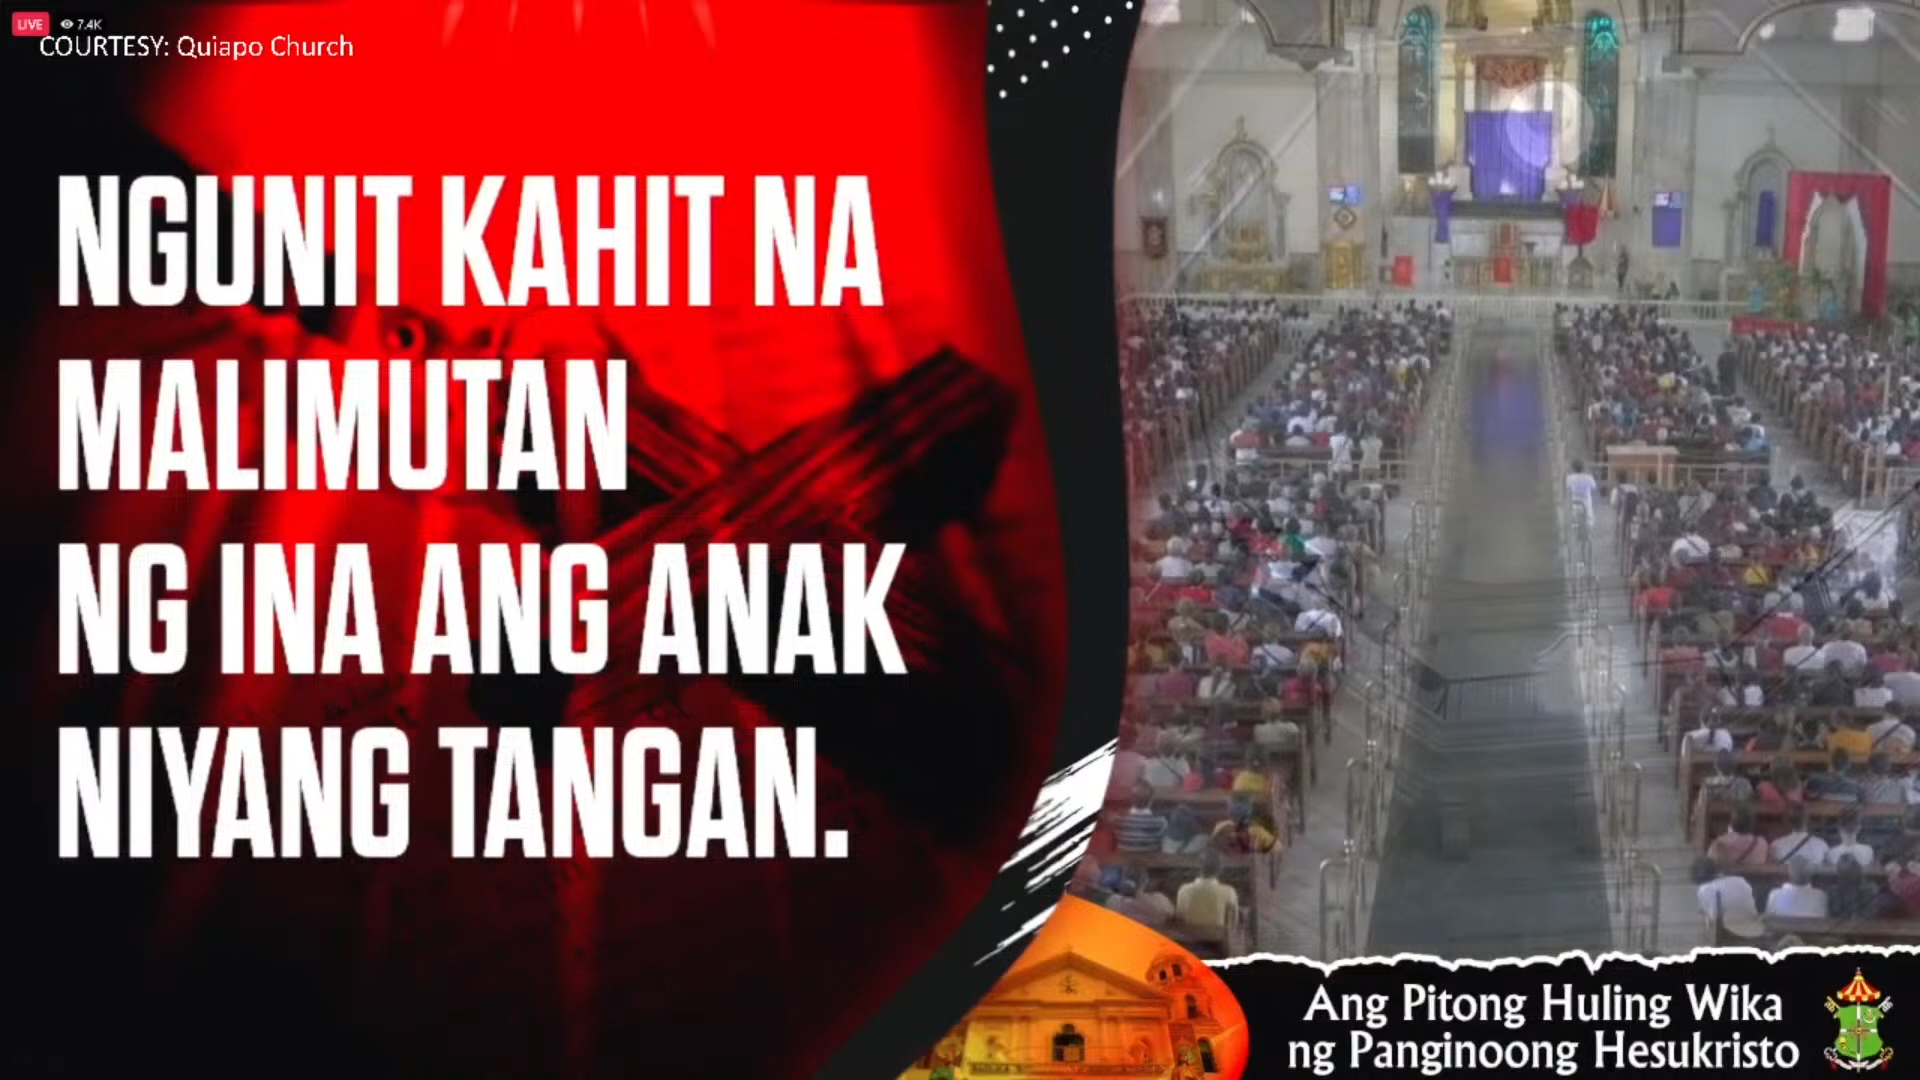 LIVE 7.4K
COURTESY: Quiapo Church
NGUNIT KAHIT NA
MALIMUTAN
NG INA ANG ANAK
NIYANG TANGAN.
Ang Pitong Huling Wika
ng Panginoong Hesukristo